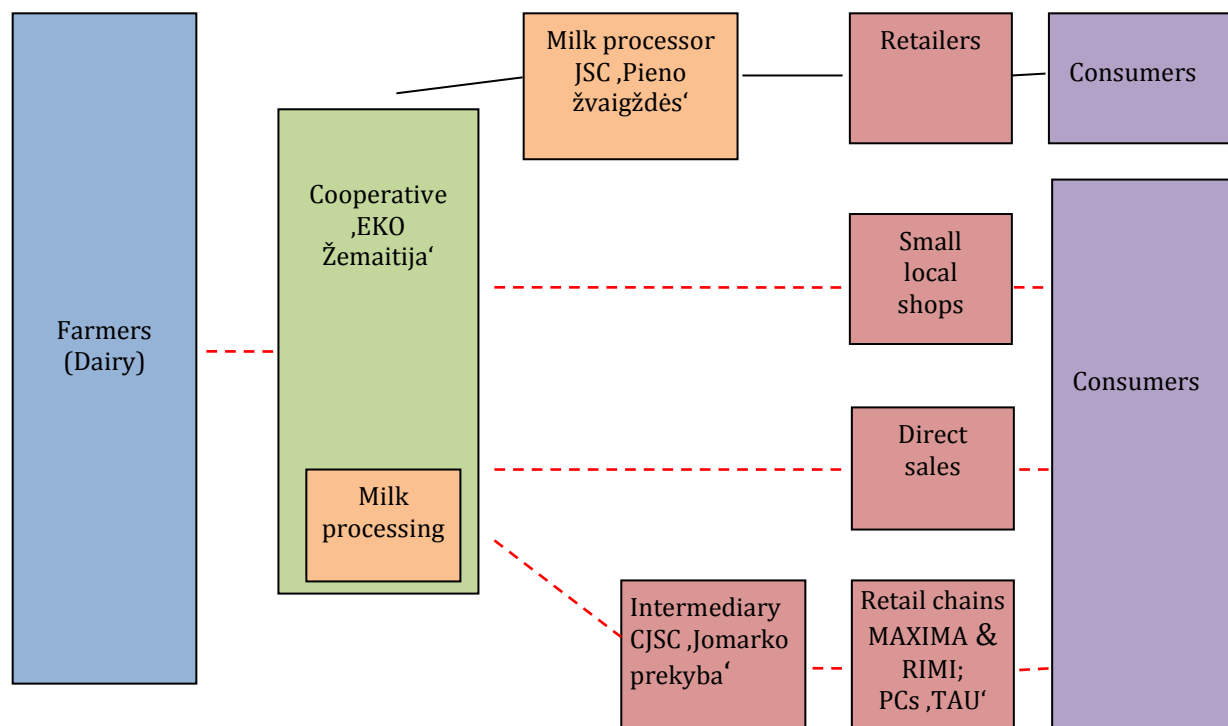 Farmers
(Dairy)
Cooperative
‚EKO
Žemaitija‘
Milk
processing
Milk processor
JSC ‚Pieno
žvaigždės‘
Retailers
Consumers
Small
local
shops
Direct
sales
Intermediary
CJSC ‚Jomarko
prekyba‘
Retail chains
MAXIMA &
RIMI;
PCs ‚TAU‘
Consumers